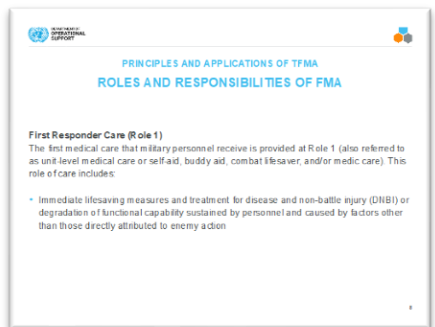 DEPARTMENT OF
OPERATIONAL
SUPPORT
PRINCIPLES AND APPLICATIONS OF TFMA
ROLES AND RESPONSIBILITIES OF FMA
First Responder Care (Role 1)
The first medical care that military personnel receive is provided at Role 1 (also referred to
as unit-level medical care or self-aid, buddy aid, combat lifesaver, and/or medic care). This
role of care includes:
• Immediate lifesaving measures and treatment for disease and non-battle injury (DNBI) or
degradation of functional capability sustained by personnel and caused by factors other
than those directly attributed to enemy action